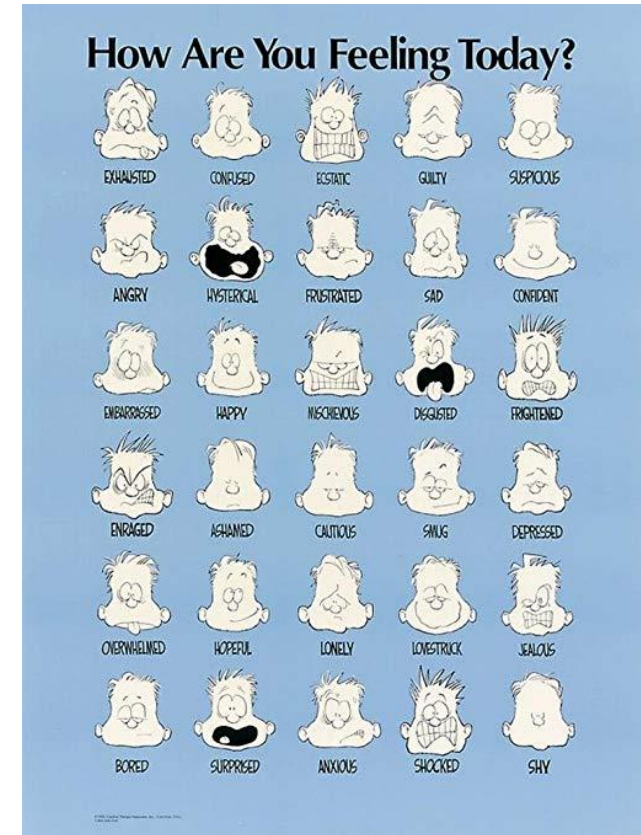 How Are You Feeling Today?
EXHAUSTED CONFUSED ECSTATIC GUILTY SUSPICIOUS
ANGRY HYSTERICAL FRUSTRATED SAD CONFIDENT
EMBARRASSED HAPPY MISCHIEVOUS DISGUSTED FRIGHTENED
ENRAGED ASHAMED CAUTIOUS SMUG DEPRESSED
OVERWHELMED HOPEFUL LONELY LOVESTRUCK JEALOUS
BORED SURPRISED ANXIOUS SHOCKED SHY